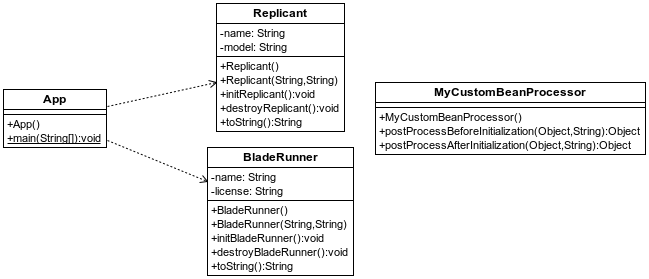 Replicant
-name: String
-model: String
+Replicant()
+Replicant(String,String)
+initReplicant():void
+destroyReplicant():void
+toString():String
App
+App()
+main(String[]):void
MyCustomBeanProcessor
+MyCustomBeanProcessor()
+postProcessBeforeInitialization(Object,String):Object
+postProcessAfterInitialization(Object,String):Object
BladeRunner
-name: String
-license: String
+BladeRunner()
+BladeRunner(String,String)
+initBladeRunner():void
+destroyBladeRunner():void
+toString():String